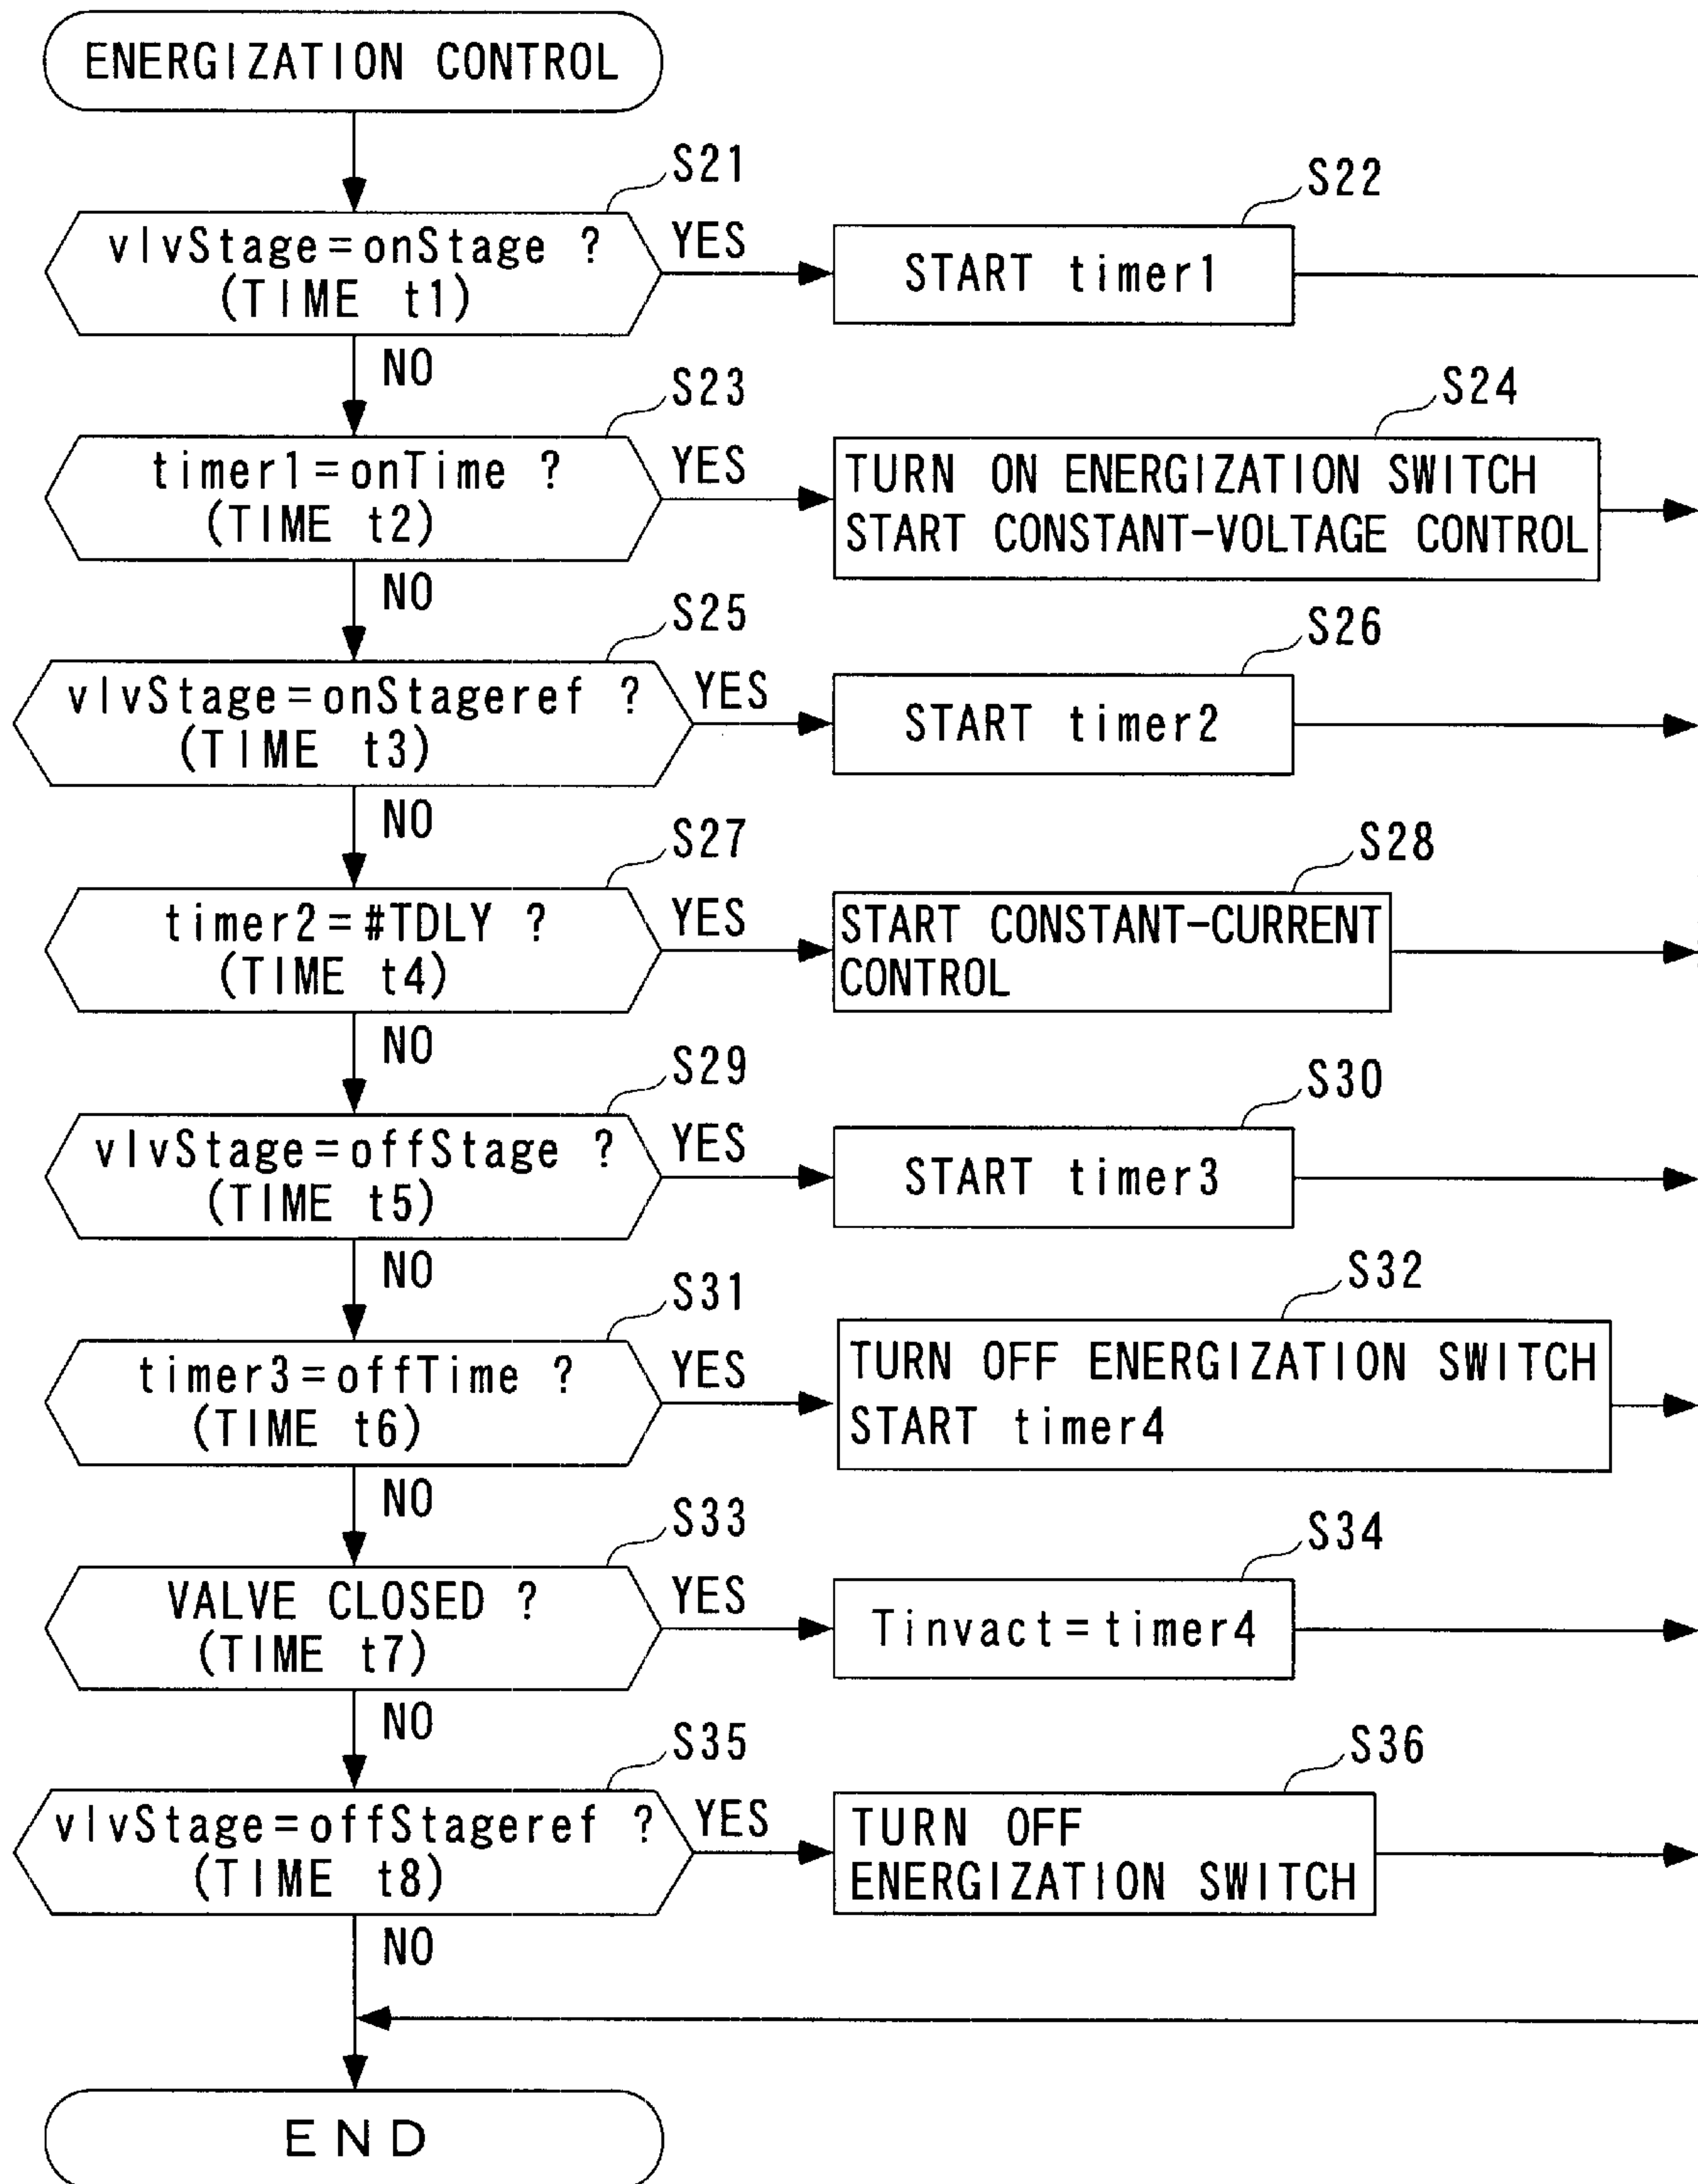 ENERGIZATION CONTROL
S21
vlvStage=onStage ?
(TIME t1)
YES
S22
START timer1
NO
S23
timer1=onTime ?
(TIME t2)
YES
S24
TURN ON ENERGIZATION SWITCH
START CONSTANT-VOLTAGE CONTROL
NO
S25
vlvStage=onStageref ?
(TIME t3)
YES
S26
START timer2
NO
S27
timer2=#TDLY ?
(TIME t4)
YES
S28
START CONSTANT-CURRENT
CONTROL
NO
S29
vlvStage=offStage ?
(TIME t5)
YES
S30
START timer3
NO
S31
timer3=offTime ?
(TIME t6)
YES
S32
TURN OFF ENERGIZATION SWITCH
START timer4
NO
S33
VALVE CLOSED ?
(TIME t7)
YES
S34
Tinvact=timer4
NO
S35
vlvStage=offStageref ?
(TIME t8)
YES
S36
TURN OFF
ENERGIZATION SWITCH
NO
END